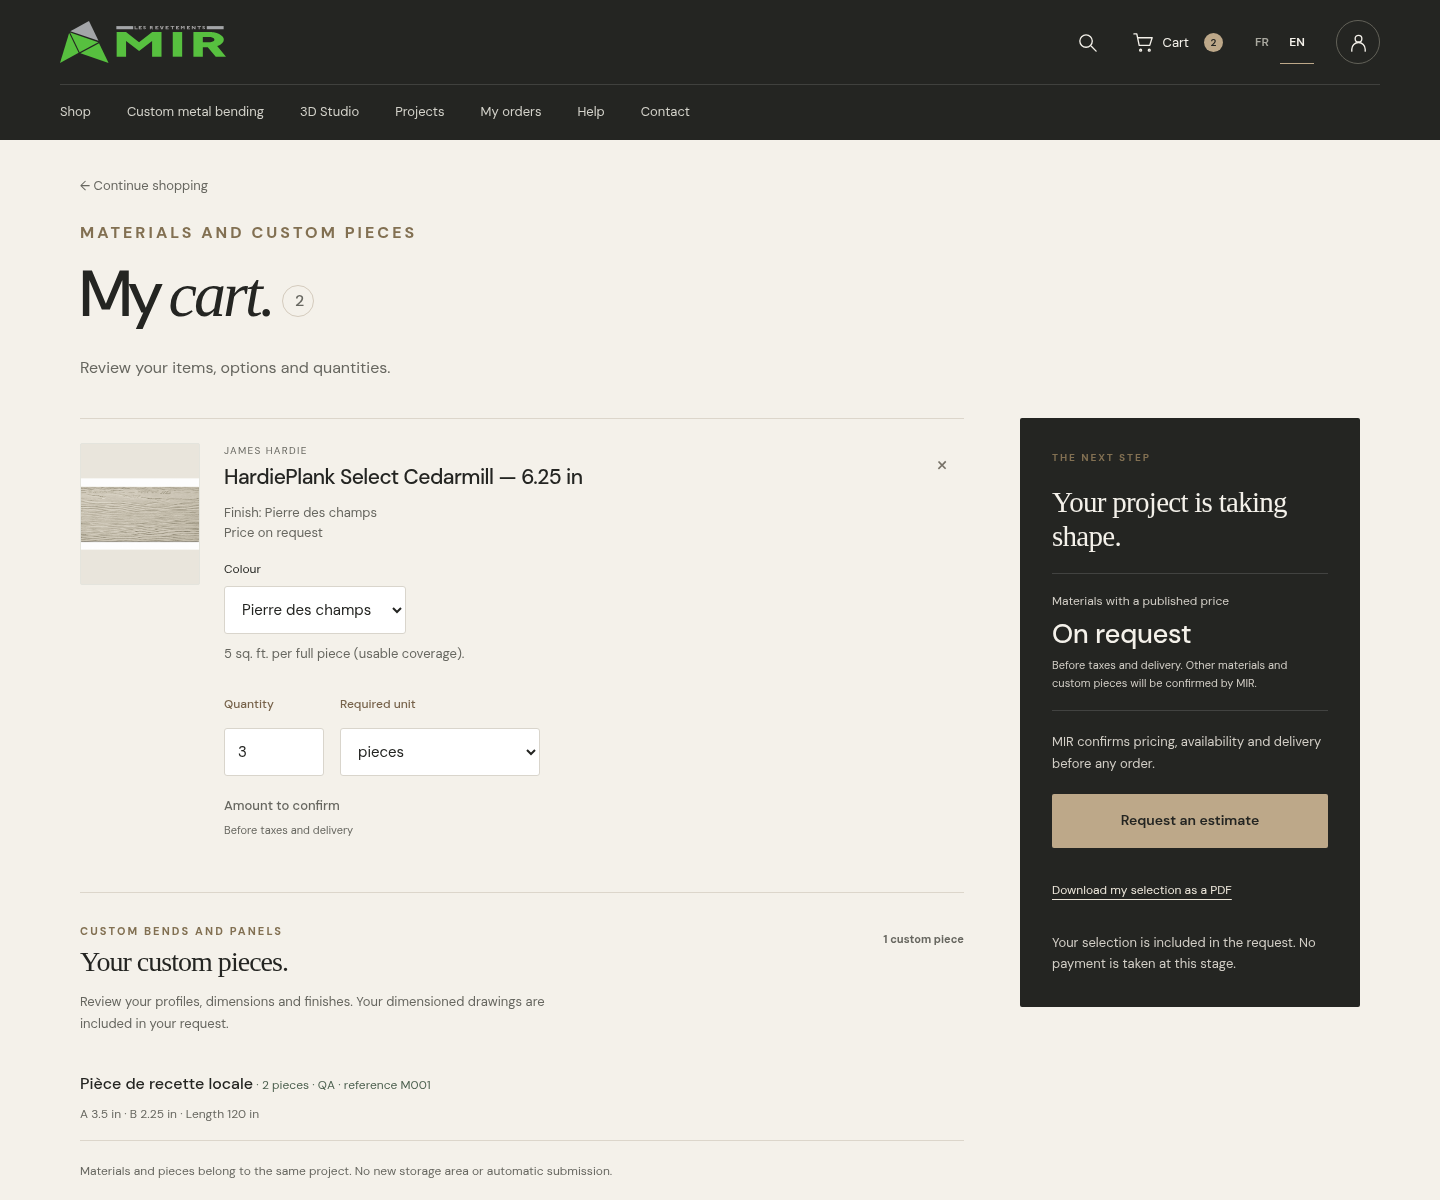 LES REVÊTEMENTS
MIR
Cart 2
FR EN
Shop Custom metal bending 3D Studio Projects My orders Help Contact
← Continue shopping
MATERIALS AND CUSTOM PIECES
My cart. 2
Review your items, options and quantities.
JAMES HARDIE
HardiePlank Select Cedarmill — 6.25 in
×
Finish: Pierre des champs
Price on request
Colour
Pierre des champs
5 sq. ft. per full piece (usable coverage).
Quantity Required unit
3 pieces
Amount to confirm
Before taxes and delivery
CUSTOM BENDS AND PANELS
1 custom piece
Your custom pieces.
Review your profiles, dimensions and finishes. Your dimensioned drawings are
included in your request.
Pièce de recette locale · 2 pieces · QA · reference M001
A 3.5 in · B 2.25 in · Length 120 in
Materials and pieces belong to the same project. No new storage area or automatic submission.
THE NEXT STEP
Your project is taking
shape.
Materials with a published price
On request
Before taxes and delivery. Other materials and
custom pieces will be confirmed by MIR.
MIR confirms pricing, availability and delivery
before any order.
Request an estimate
Download my selection as a PDF
Your selection is included in the request. No
payment is taken at this stage.